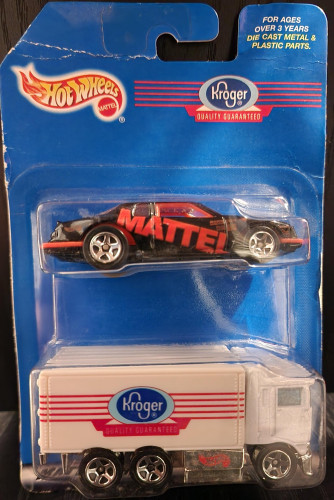 FOR AGES
OVER 3 YEARS
DIE CAST METAL &
PLASTIC PARTS.
Hot Wheels
MATTEL
®
Kroger
QUALITY GUARANTEED
MATTEL
Kroger
QUALITY GUARANTEED